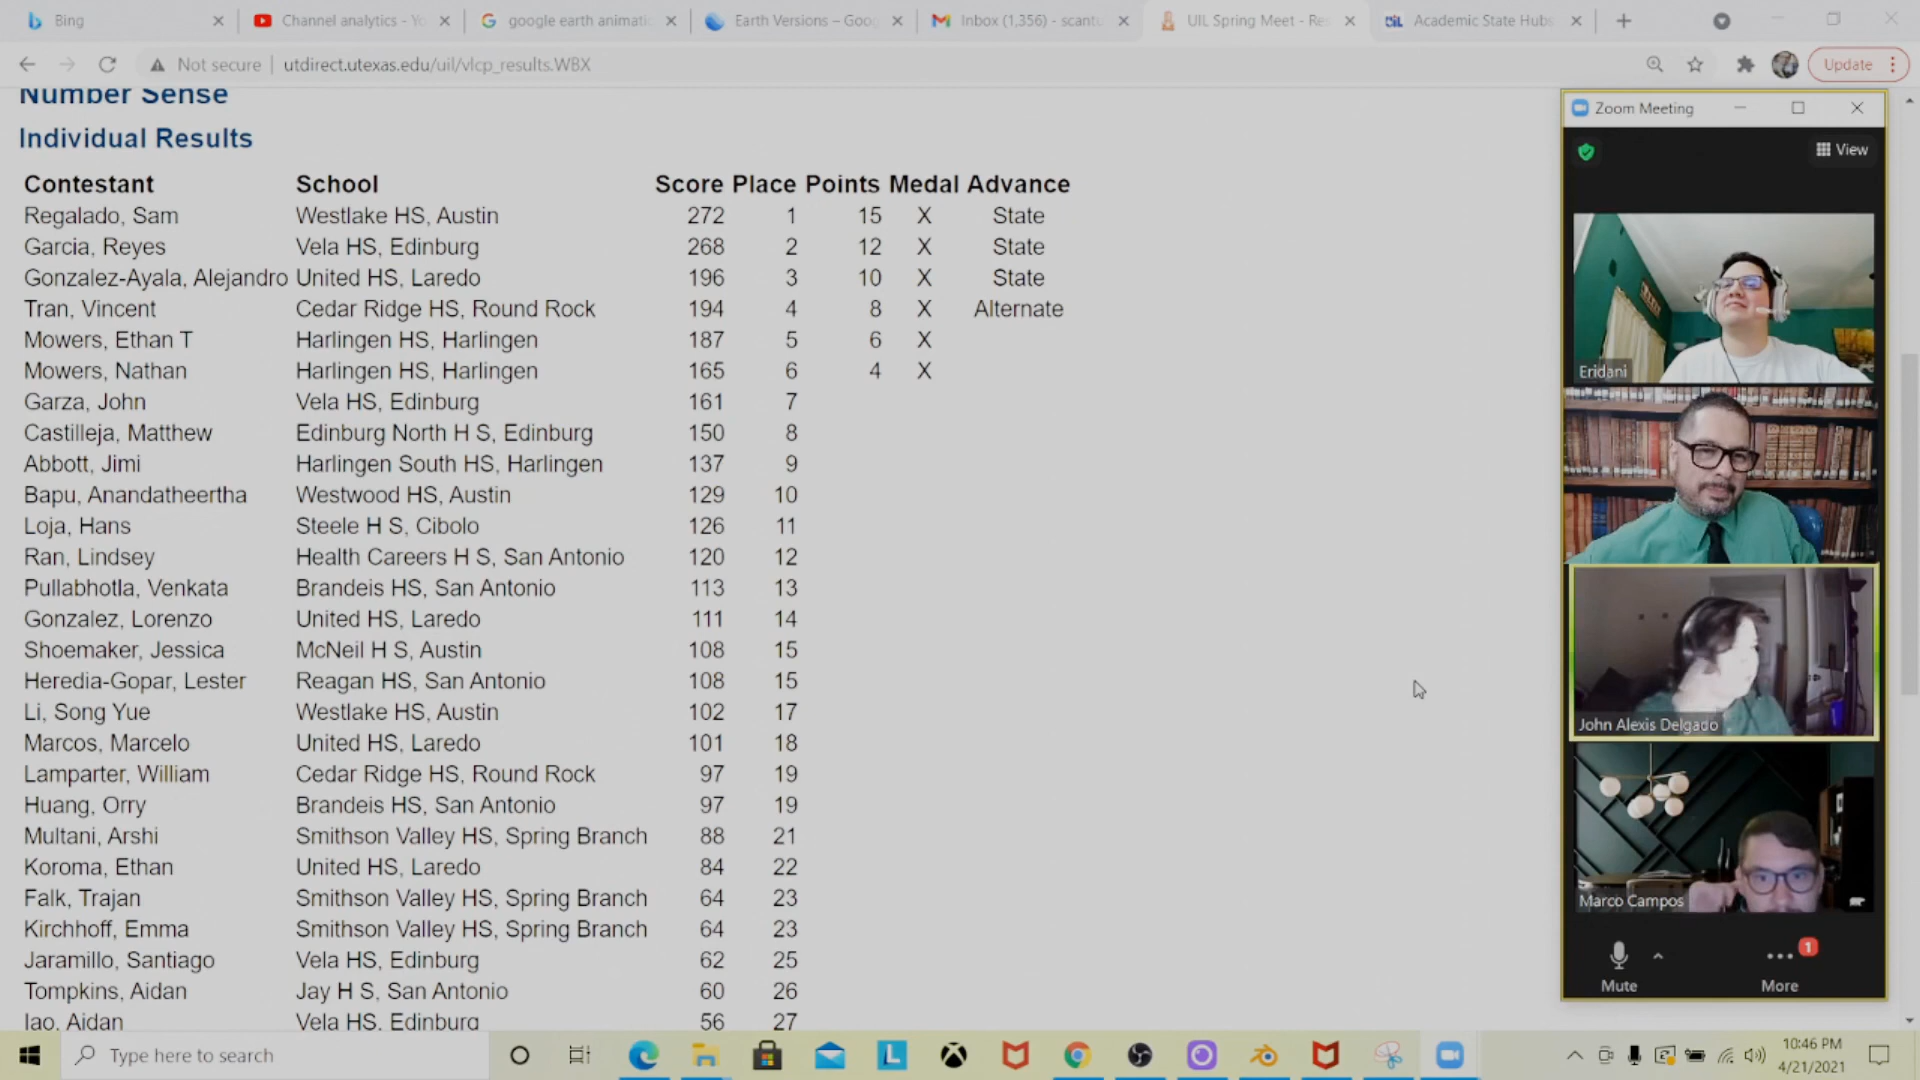 Bing
Channel analytics - Yo
google earth animatic
Earth Versions – Goog
Inbox (1,356) - scantu
UIL Spring Meet - Res
Academic State Hubs
Not secure
utdirect.utexas.edu/uil/vlcp_results.WBX
Update
Number Sense
Individual Results
Contestant School Score Place Points Medal Advance
Regalado, Sam Westlake HS, Austin 272 1 15 X State
Garcia, Reyes Vela HS, Edinburg 268 2 12 X State
Gonzalez-Ayala, Alejandro United HS, Laredo 196 3 10 X State
Tran, Vincent Cedar Ridge HS, Round Rock 194 4 8 X Alternate
Mowers, Ethan T Harlingen HS, Harlingen 187 5 6 X
Mowers, Nathan Harlingen HS, Harlingen 165 6 4 X
Garza, John Vela HS, Edinburg 161 7
Castilleja, Matthew Edinburg North H S, Edinburg 150 8
Abbott, Jimi Harlingen South HS, Harlingen 137 9
Bapu, Anandatheertha Westwood HS, Austin 129 10
Loja, Hans Steele H S, Cibolo 126 11
Ran, Lindsey Health Careers H S, San Antonio 120 12
Pullabhotla, Venkata Brandeis HS, San Antonio 113 13
Gonzalez, Lorenzo United HS, Laredo 111 14
Shoemaker, Jessica McNeil H S, Austin 108 15
Heredia-Gopar, Lester Reagan HS, San Antonio 108 15
Li, Song Yue Westlake HS, Austin 102 17
Marcos, Marcelo United HS, Laredo 101 18
Lamparter, William Cedar Ridge HS, Round Rock 97 19
Huang, Orry Brandeis HS, San Antonio 97 19
Multani, Arshi Smithson Valley HS, Spring Branch 88 21
Koroma, Ethan United HS, Laredo 84 22
Falk, Trajan Smithson Valley HS, Spring Branch 64 23
Kirchhoff, Emma Smithson Valley HS, Spring Branch 64 23
Jaramillo, Santiago Vela HS, Edinburg 62 25
Tompkins, Aidan Jay H S, San Antonio 60 26
Iao, Aidan Vela HS, Edinburg 56 27
Zoom Meeting
View
Eridani
John Alexis Delgado
Marco Campos
1
Mute
More
Type here to search
10:46 PM
4/21/2021